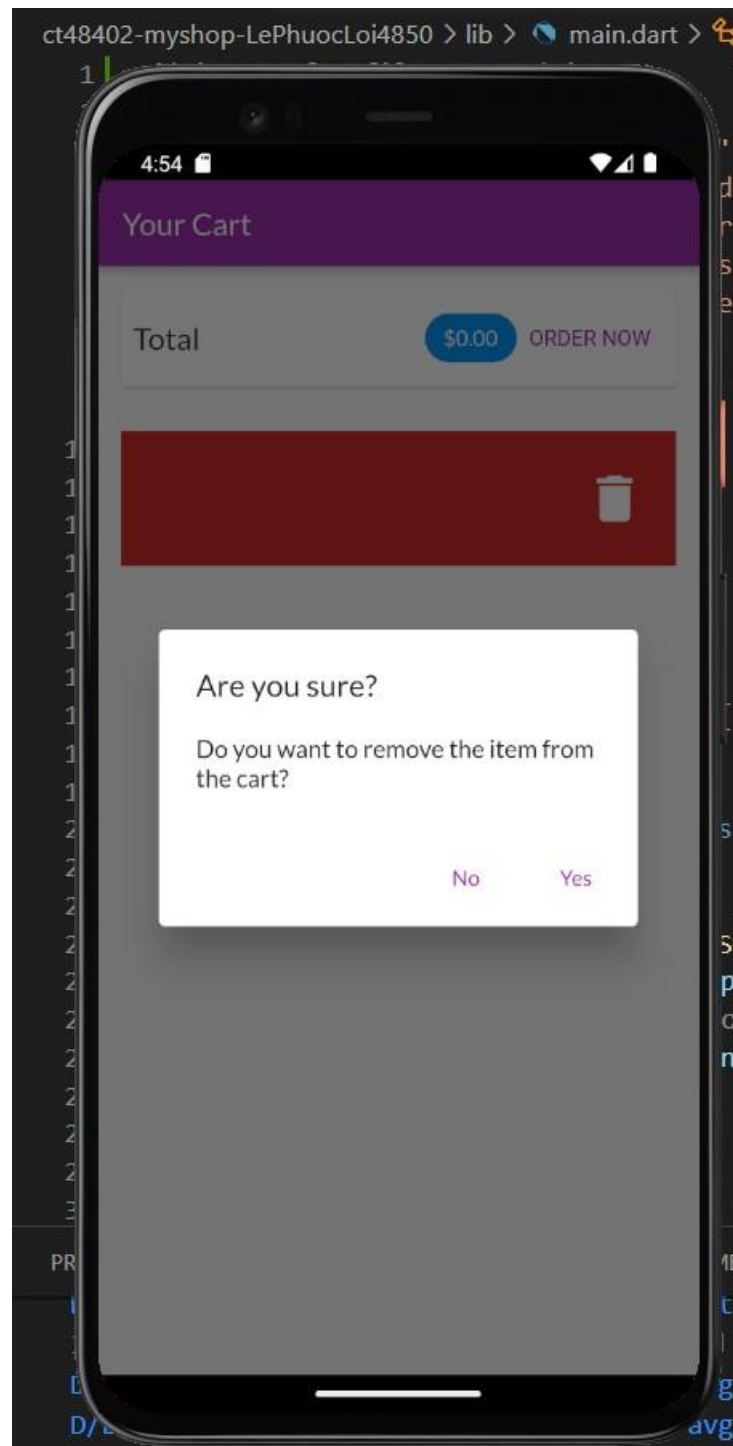 ct48402-myshop-LePhuocLoi4850 > lib > main.dart >
1
4:54
Your Cart
Total $0.00 ORDER NOW
Are you sure?
Do you want to remove the item from
the cart?
No Yes